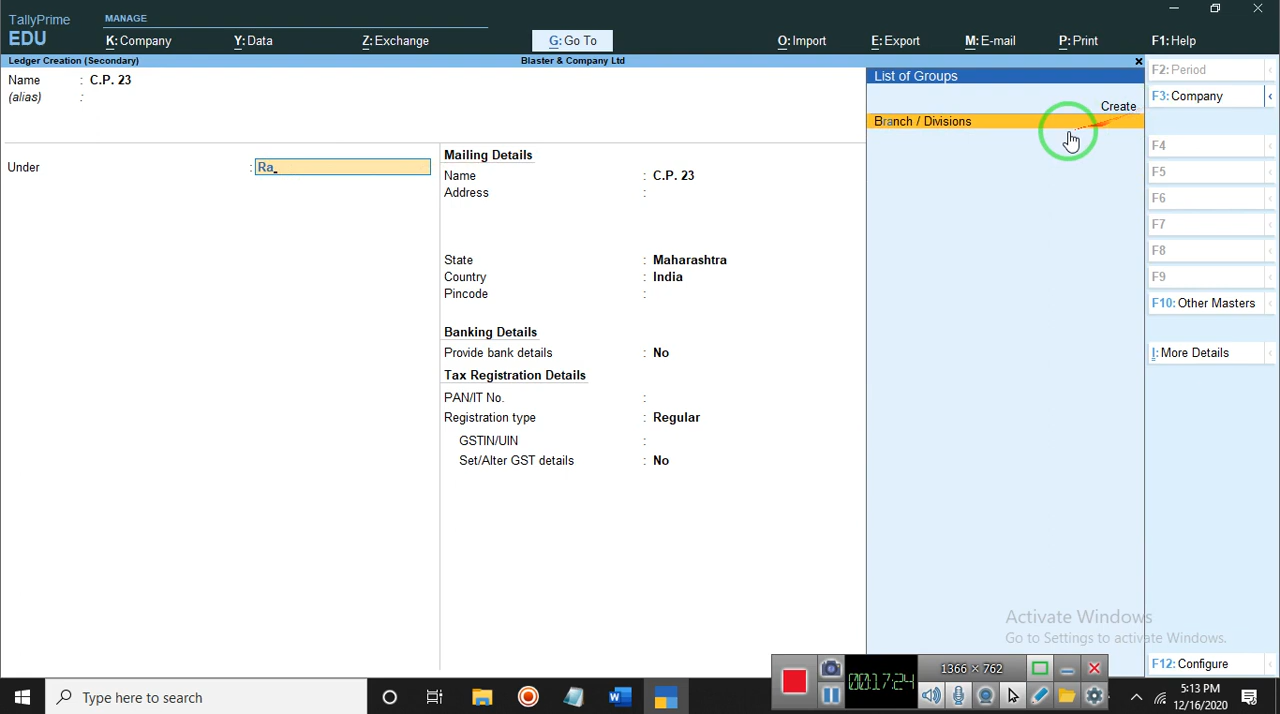 TallyPrime
EDU
MANAGE
K: Company
Y: Data
Z: Exchange
G: Go To
O: Import
E: Export
M: E-mail
P: Print
F1: Help
Ledger Creation (Secondary)
Blaster & Company Ltd
Name : C.P. 23
(alias) :
Under : Ra
Mailing Details
Name : C.P. 23
Address :
State : Maharashtra
Country : India
Pincode :
Banking Details
Provide bank details : No
Tax Registration Details
PAN/IT No. :
Registration type : Regular
GSTIN/UIN :
Set/Alter GST details : No
List of Groups
Create
Branch / Divisions
F2: Period
F3: Company
F4
F5
F6
F7
F8
F9
F10: Other Masters
I: More Details
F12: Configure
Activate Windows
Go to Settings to activate Windows.
00:17:24
1366 × 762
Type here to search
5:13 PM
12/16/2020